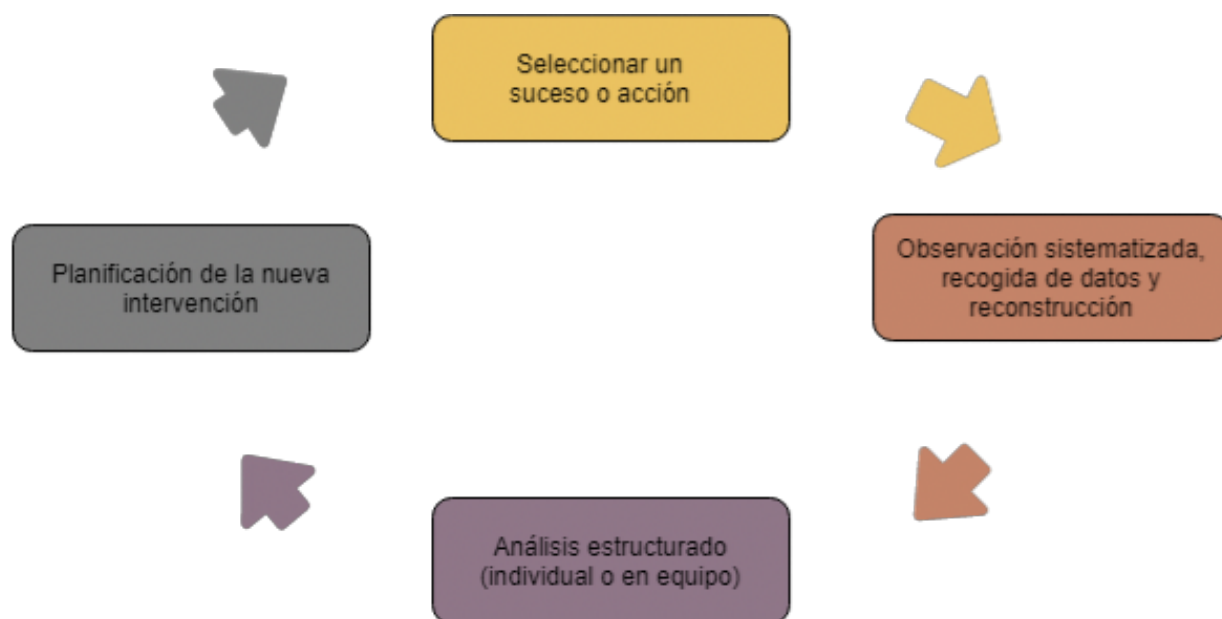 Seleccionar un
suceso o acción
Observación sistematizada,
recogida de datos y
reconstrucción
Análisis estructurado
(individual o en equipo)
Planificación de la nueva
intervención